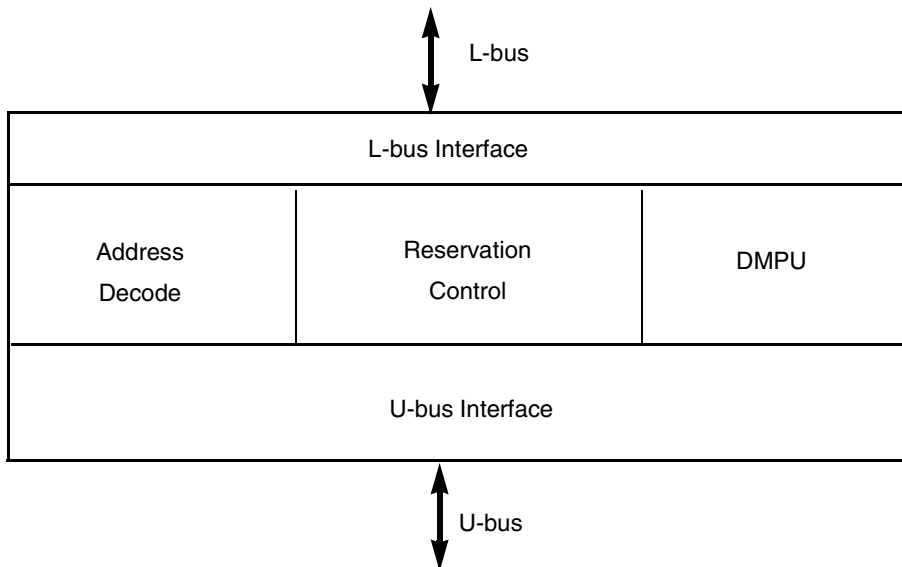 L-bus
L-bus Interface
Address
Decode
Reservation
Control
DMPU
U-bus Interface
U-bus